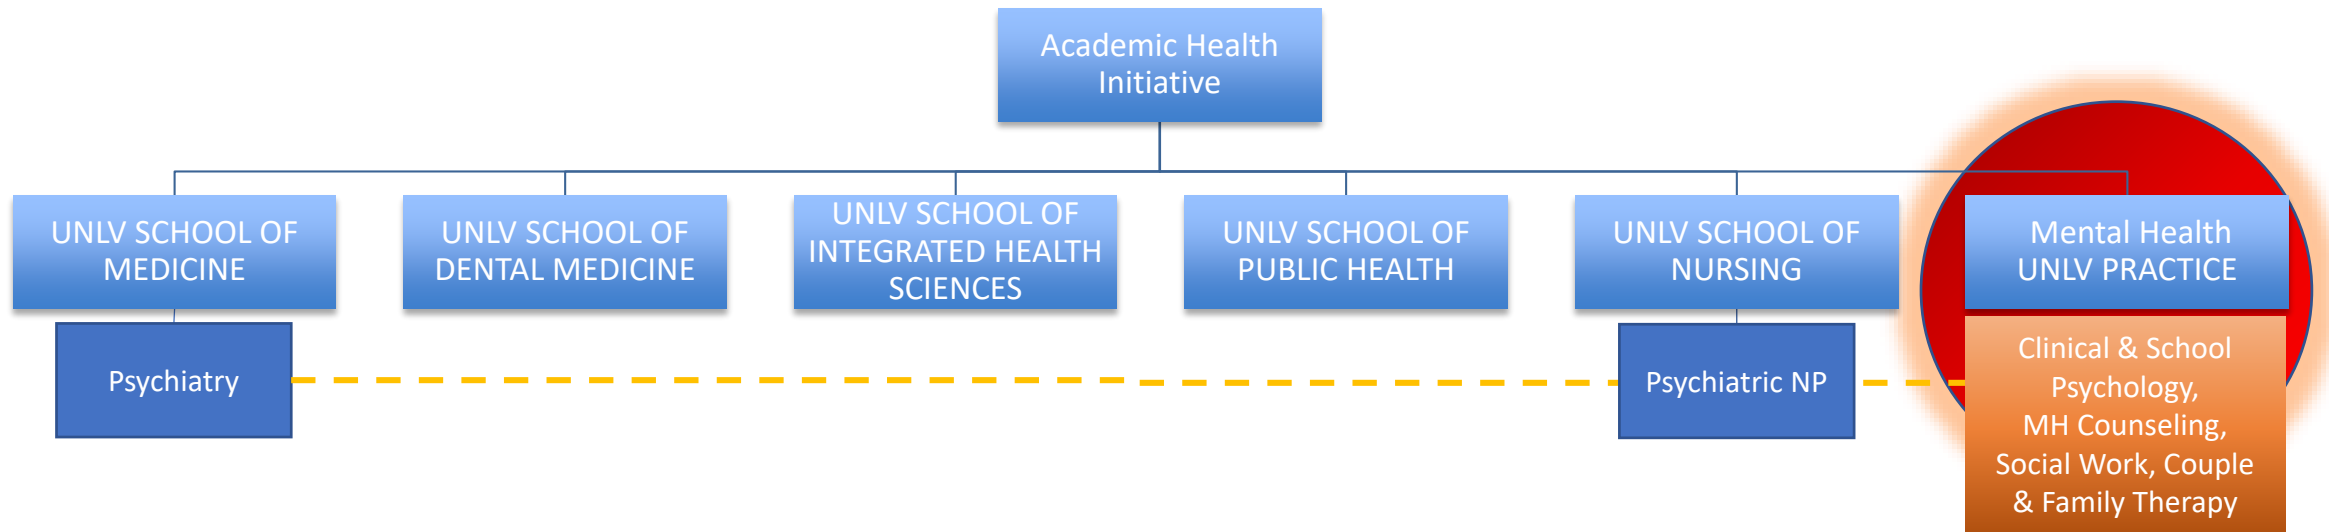 Academic Health
Initiative
UNLV SCHOOL OF
MEDICINE
UNLV SCHOOL OF
DENTAL MEDICINE
UNLV SCHOOL OF
INTEGRATED HEALTH
SCIENCES
UNLV SCHOOL OF
PUBLIC HEALTH
UNLV SCHOOL OF
NURSING
Mental Health
UNLV PRACTICE
Psychiatry
Psychiatric NP
Clinical & School
Psychology,
MH Counseling,
Social Work, Couple
& Family Therapy